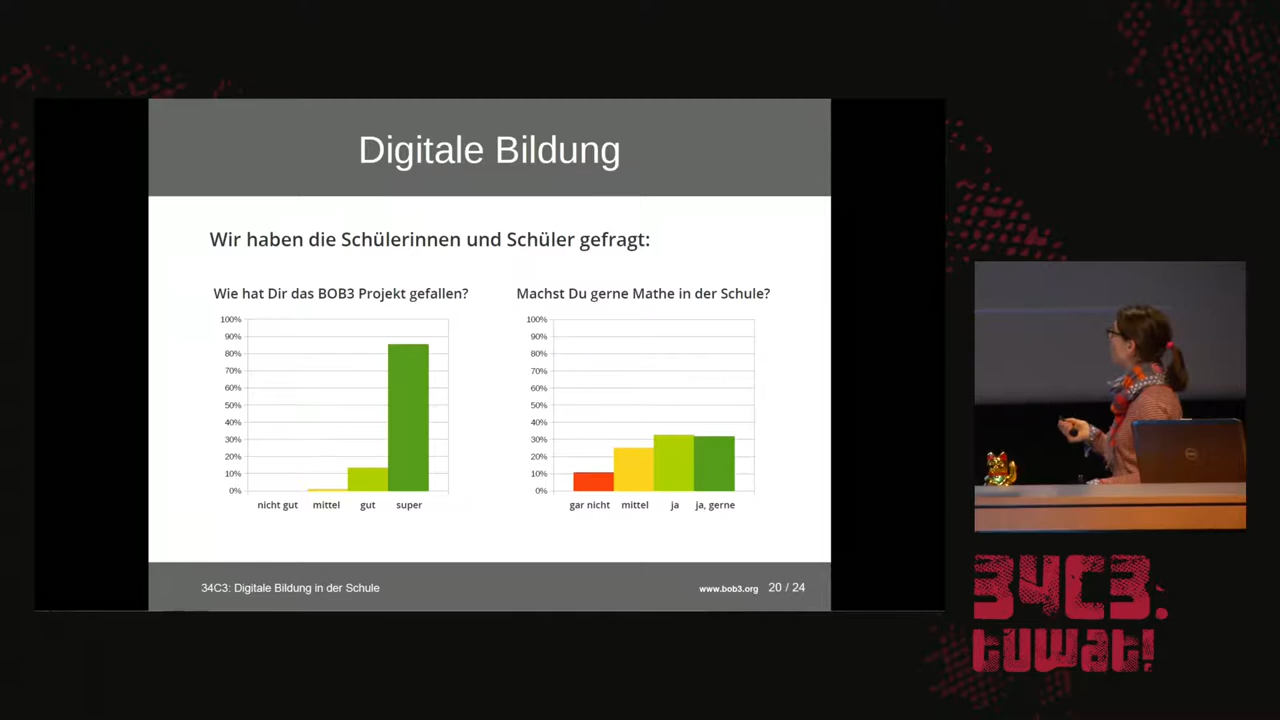 Digitale Bildung
Wir haben die Schülerinnen und Schüler gefragt:
Wie hat Dir das BOB3 Projekt gefallen?
100%
90%
80%
70%
60%
50%
40%
30%
20%
10%
0%
nicht gut mittel gut super
Machst Du gerne Mathe in der Schule?
100%
90%
80%
70%
60%
50%
40%
30%
20%
10%
0%
gar nicht mittel ja ja, gerne
34C3: Digitale Bildung in der Schule www.bob3.org 20 / 24
34C3.
tuwat!